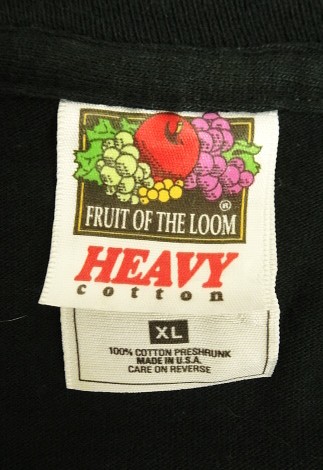 FRUIT OF THE LOOM ®
HEAVY
cotton
XL
100% COTTON PRESHRUNK
MADE IN U.S.A.
CARE ON REVERSE